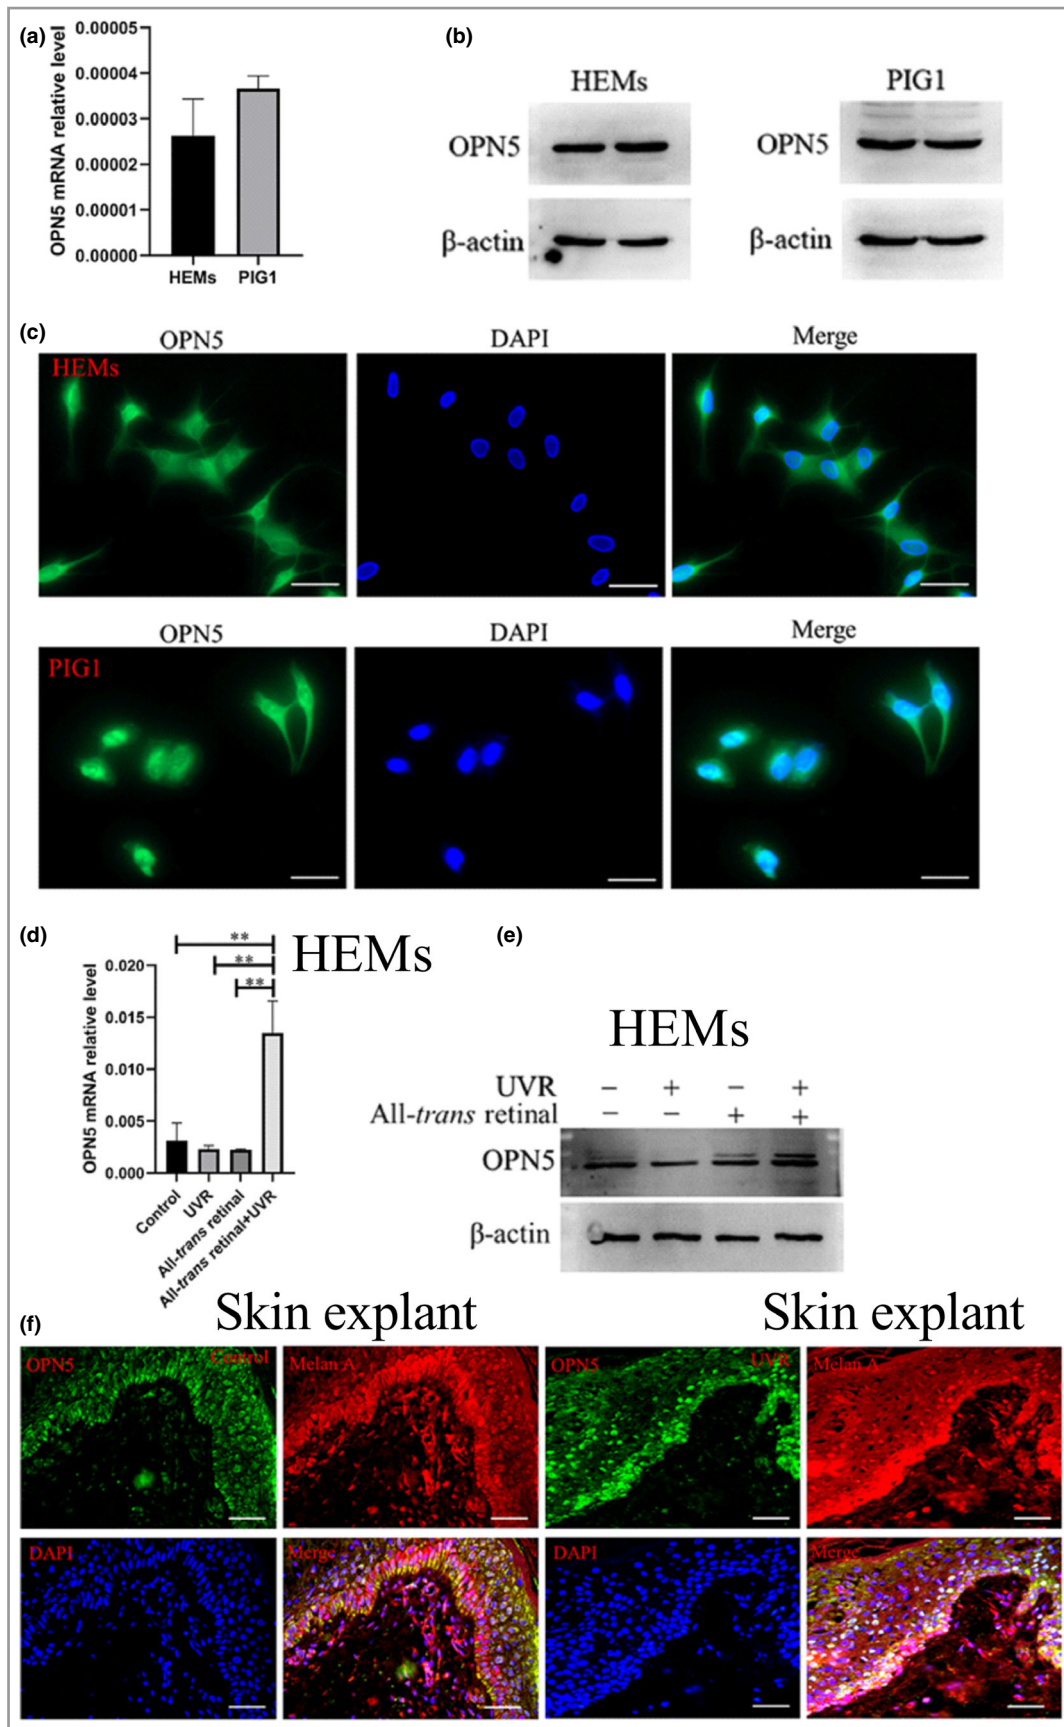 (a)
OPN5 mRNA relative level
0.00005
0.00004
0.00003
0.00002
0.00001
0.00000
HEMs PIG1
(b)
HEMs PIG1
OPN5 OPN5
β-actin β-actin
(c)
OPN5 DAPI Merge
HEMs
OPN5 DAPI Merge
PIG1
(d)
HEMs
**
**
**
OPN5 mRNA relative level
0.020
0.015
0.010
0.005
0.000
Control
UVR
All-trans retinal
All-trans retinal+UVR
(e)
HEMs
UVR − + − +
All-trans retinal − − + +
OPN5
β-actin
(f)
Skin explant Skin explant
OPN5 Control Melan A OPN5 UVR Melan A
DAPI Merge DAPI Merge